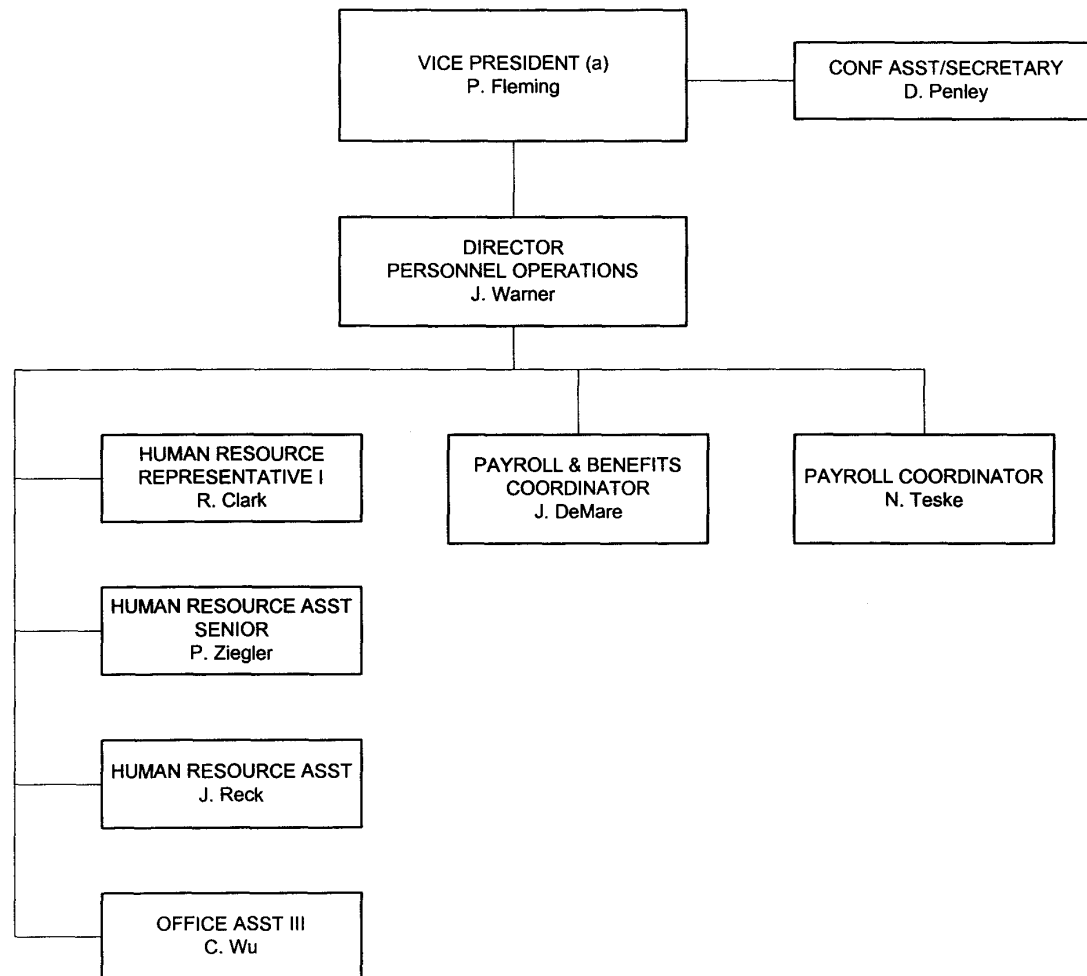 VICE PRESIDENT (a)
P. Fleming
CONF ASST/SECRETARY
D. Penley
DIRECTOR
PERSONNEL OPERATIONS
J. Warner
HUMAN RESOURCE
REPRESENTATIVE I
R. Clark
PAYROLL & BENEFITS
COORDINATOR
J. DeMare
PAYROLL COORDINATOR
N. Teske
HUMAN RESOURCE ASST
SENIOR
P. Ziegler
HUMAN RESOURCE ASST
J. Reck
OFFICE ASST III
C. Wu